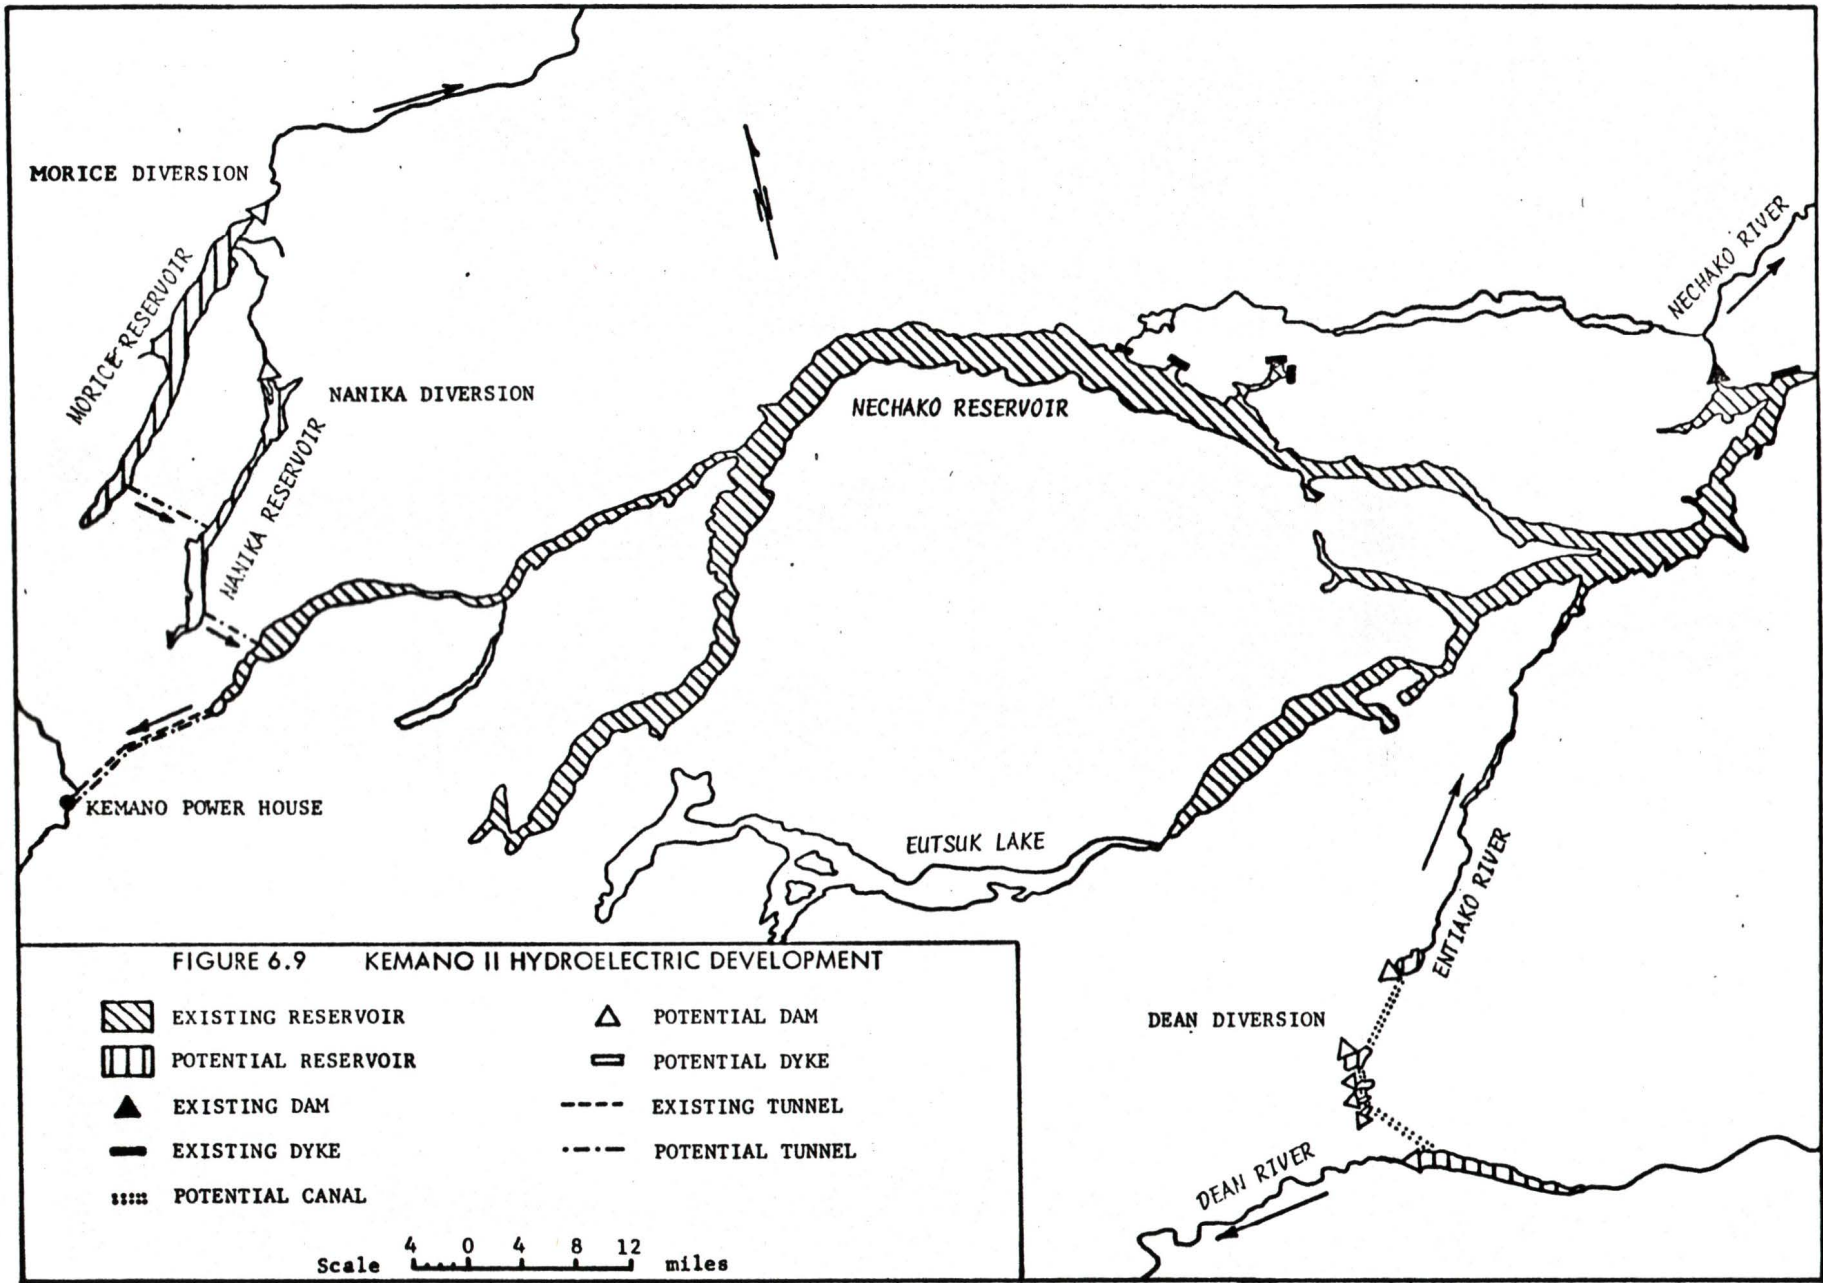 MORICE DIVERSION
MORICE RESERVOIR
NANIKA DIVERSION
NANIKA RESERVOIR
N
NECHAKO RIVER
NECHAKO RESERVOIR
KEMANO POWER HOUSE
EUTSUK LAKE
ENTIAKO RIVER
DEAN DIVERSION
DEAN RIVER
FIGURE 6.9 KEMANO II HYDROELECTRIC DEVELOPMENT
EXISTING RESERVOIR
POTENTIAL RESERVOIR
EXISTING DAM
EXISTING DYKE
POTENTIAL CANAL
POTENTIAL DAM
POTENTIAL DYKE
EXISTING TUNNEL
POTENTIAL TUNNEL
4 0 4 8 12
Scale miles